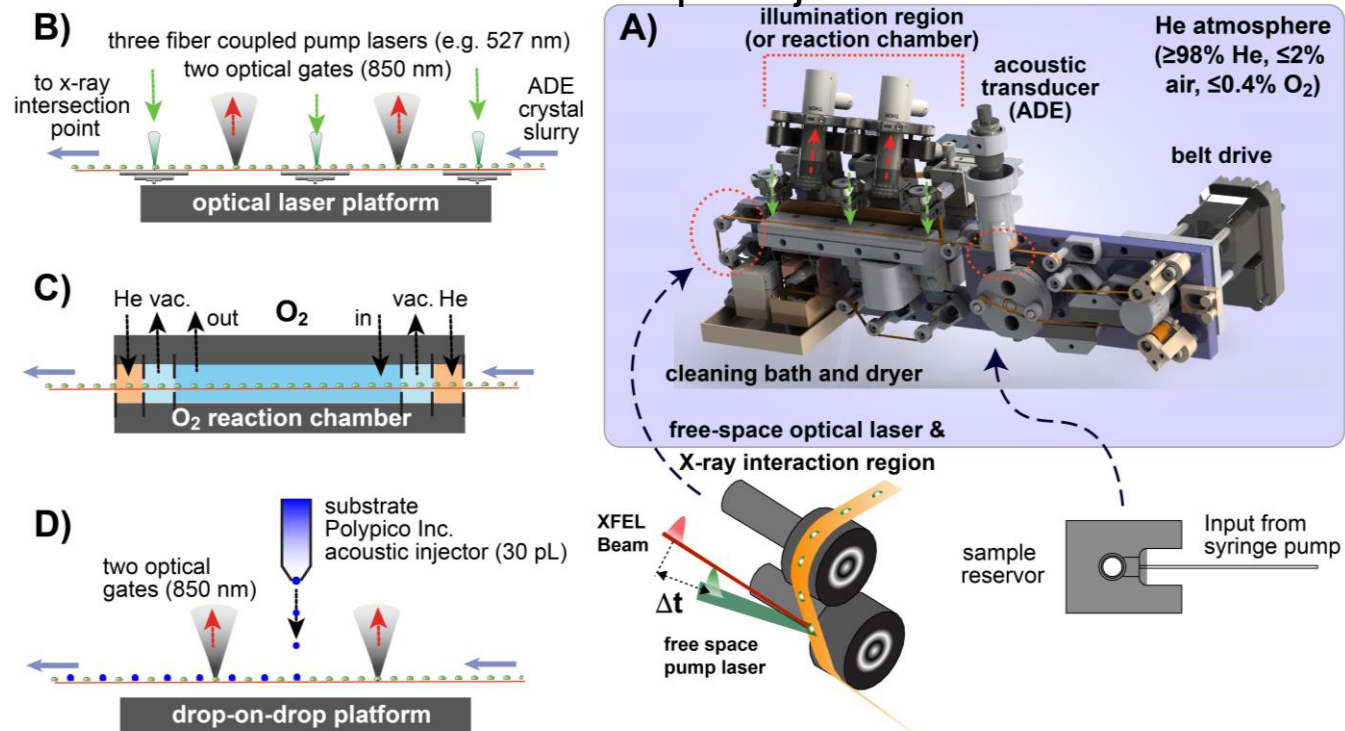 B)
three fiber coupled pump lasers (e.g. 527 nm)
two optical gates (850 nm)
to x-ray
intersection
point
ADE
crystal
slurry
optical laser platform
C)
He vac.
out
O₂
in
vac. He
O₂ reaction chamber
D)
substrate
Polypico Inc.
acoustic injector (30 pL)
two optical
gates (850 nm)
drop-on-drop platform
A)
illumination region
(or reaction chamber)
acoustic
transducer
(ADE)
He atmosphere
(≥98% He, ≤2%
air, ≤0.4% O₂)
belt drive
cleaning bath and dryer
free-space optical laser &
X-ray interaction region
XFEL
Beam
Δt
free space
pump laser
sample
reservor
Input from
syringe pump